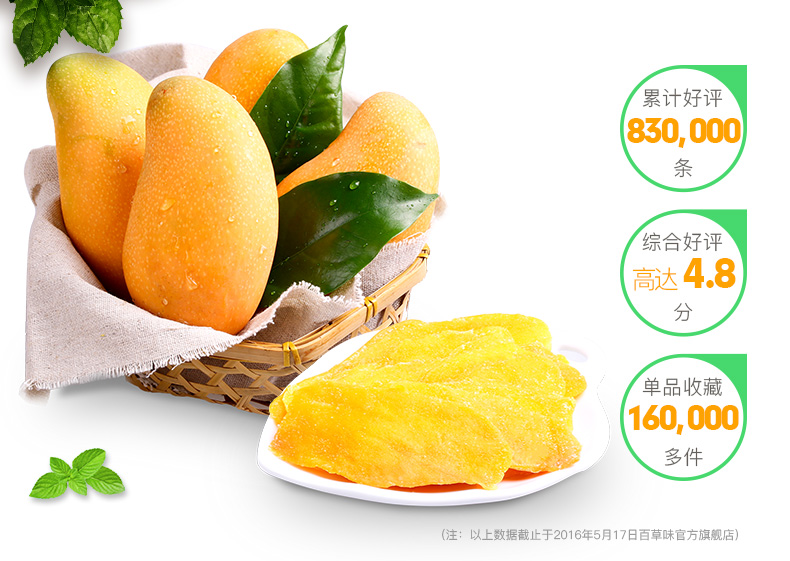 累计好评
830,000
条
综合好评
高达 4.8
分
单品收藏
160,000
多件
（注：以上数据截止于2016年5月17日百草味官方旗舰店）